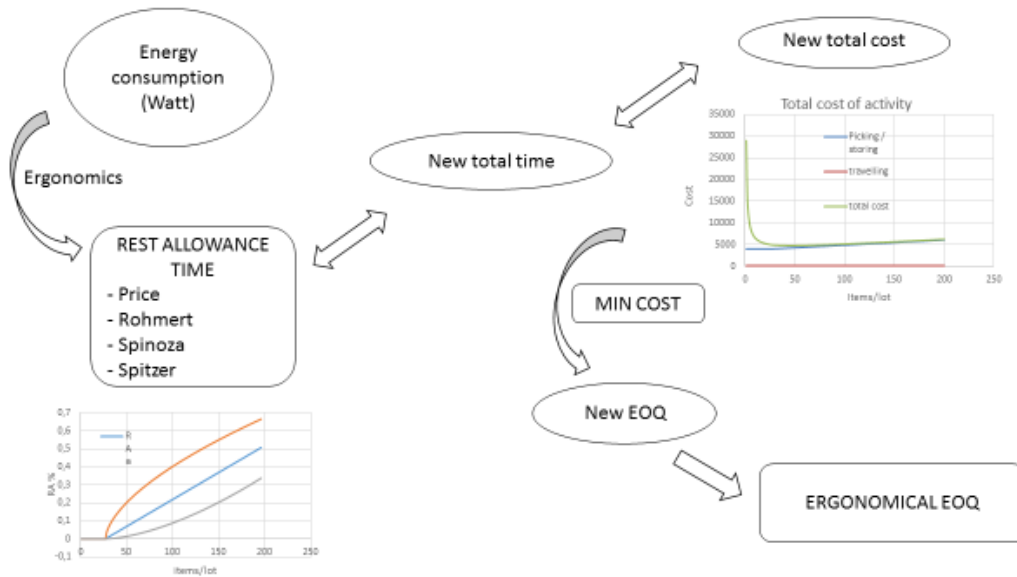 Energy
consumption
(Watt)
Ergonomics
REST ALLOWANCE
TIME
- Price
- Rohmert
- Spinoza
- Spitzer
0,7
0,6
0,5
0,4
0,3
0,2
0,1
0
-0,1
RA %
R
A
50
100
150
200
250
Items/lot
New total time
New total cost
Total cost of activity
35000
30000
25000
20000
15000
10000
5000
0
Cost
Picking /
storing
travelling
total cost
0
50
100
150
200
250
Items/lot
MIN COST
New EOQ
ERGONOMICAL EOQ